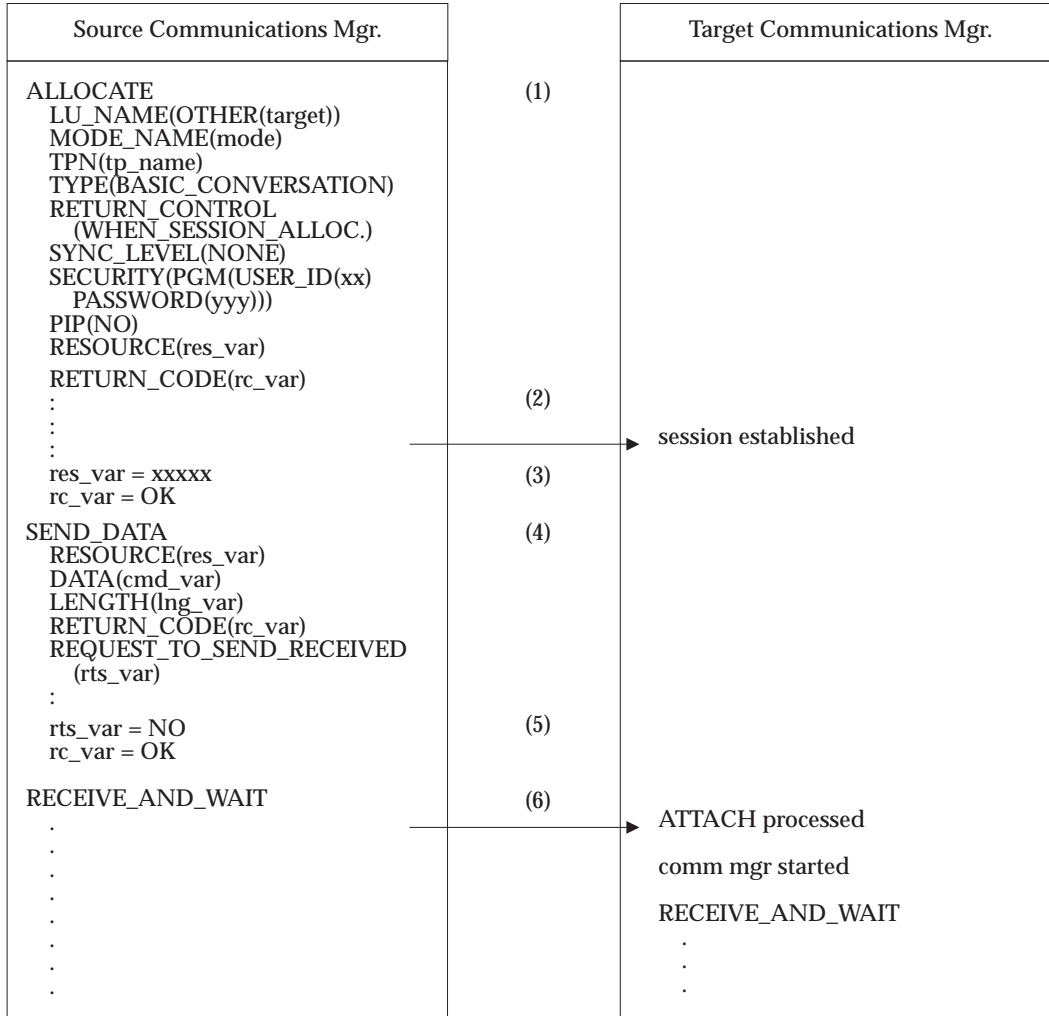 Source Communications Mgr.
Target Communications Mgr.
ALLOCATE
(1)
LU_NAME(OTHER(target))
MODE_NAME(mode)
TPN(tp_name)
TYPE(BASIC_CONVERSATION)
RETURN_CONTROL
(WHEN_SESSION_ALLOC.)
SYNC_LEVEL(NONE)
SECURITY(PGM(USER_ID(xx)
PASSWORD(yyy)))
PIP(NO)
RESOURCE(res_var)
RETURN_CODE(rc_var)
:
(2)
:
:
session established
res_var = xxxxx
(3)
rc_var = OK
SEND_DATA
(4)
RESOURCE(res_var)
DATA(cmd_var)
LENGTH(lng_var)
RETURN_CODE(rc_var)
REQUEST_TO_SEND_RECEIVED
(rts_var)
:
rts_var = NO
(5)
rc_var = OK
RECEIVE_AND_WAIT
(6)
.
ATTACH processed
.
comm mgr started
.
.
RECEIVE_AND_WAIT
.
.
.
.
.
.
.